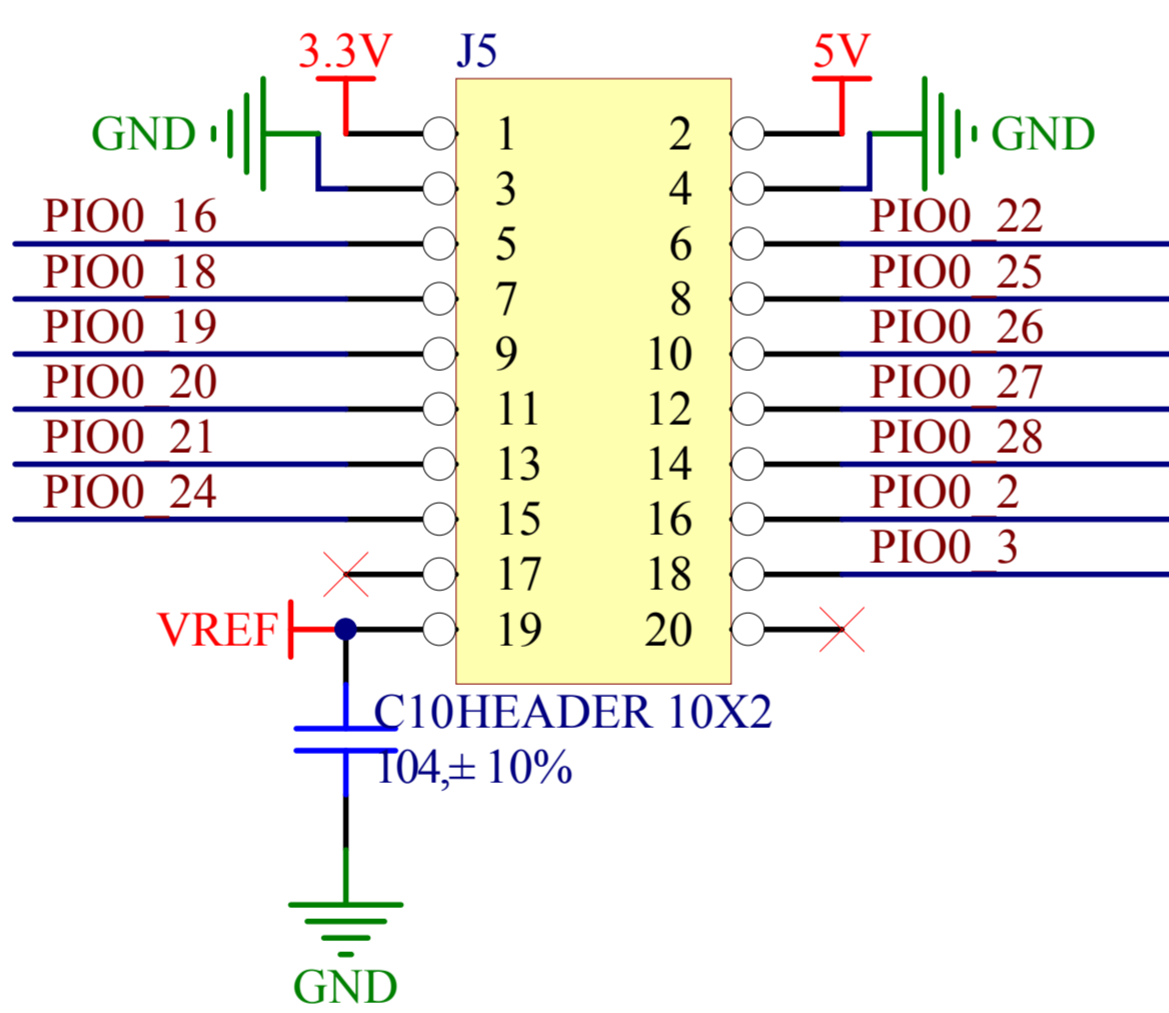 3.3V J5 5V
GND 1 2 GND
3 4
PIO0_16 5 6 PIO0_22
PIO0_18 7 8 PIO0_25
PIO0_19 9 10 PIO0_26
PIO0_20 11 12 PIO0_27
PIO0_21 13 14 PIO0_28
PIO0_24 15 16 PIO0_2
17 18 PIO0_3
VREF 19 20
C10HEADER 10X2
104,± 10%
GND